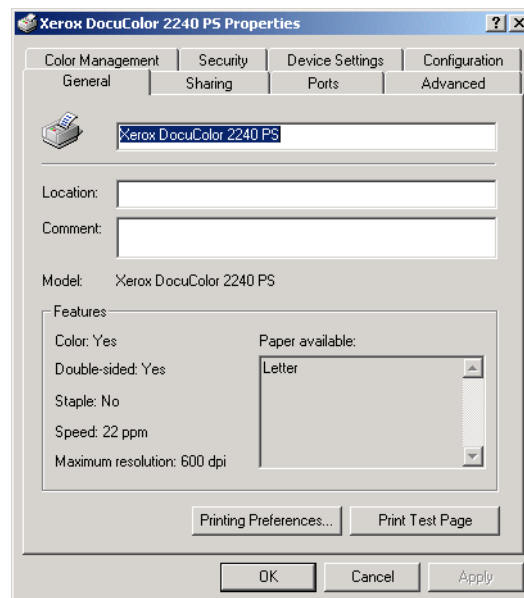 Xerox DocuColor 2240 PS Properties
Color Management Security Device Settings Configuration
General Sharing Ports Advanced
Xerox DocuColor 2240 PS
Location:
Comment:
Model: Xerox DocuColor 2240 PS
Features
Color: Yes Paper available:
Double-sided: Yes Letter
Staple: No
Speed: 22 ppm
Maximum resolution: 600 dpi
Printing Preferences... Print Test Page
OK Cancel Apply